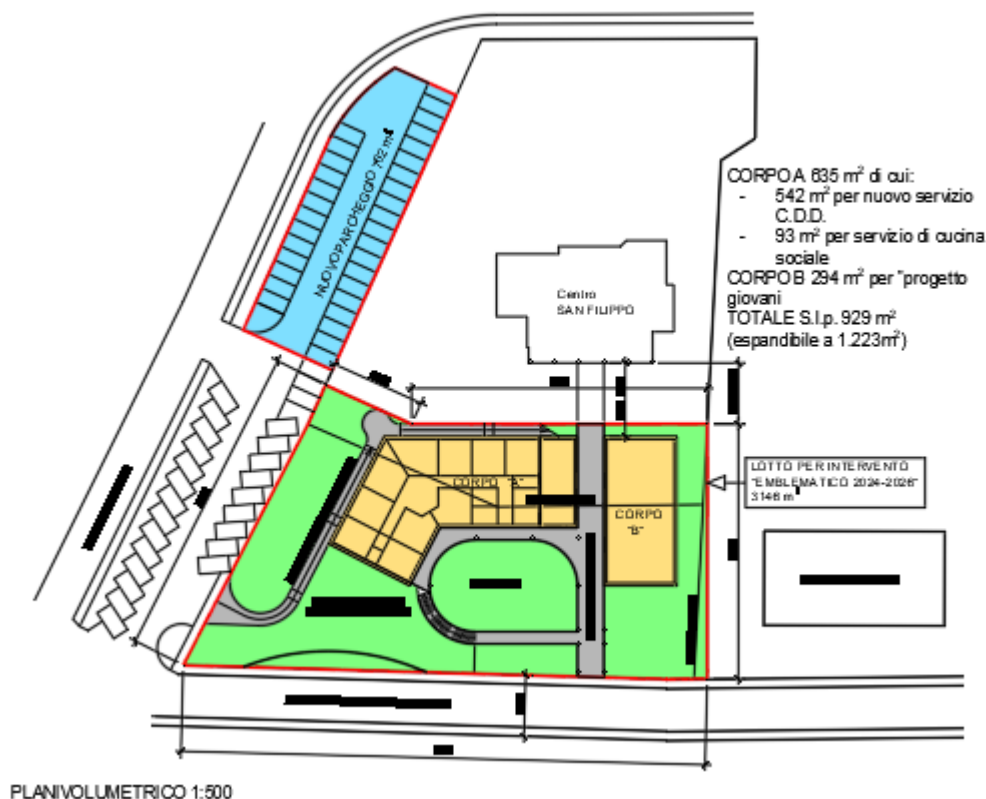 NUOVO PARCHEGGIO 762 m²
CORPO A 635 m² di cui:
- 542 m² per nuovo servizio
C.D.D.
- 93 m² per servizio di cucina
sociale
CORPO B 294 m² per "progetto
giovani
TOTALE S.l.p. 929 m²
(espandibile a 1.223m²)
Centro
SAN FILIPPO
CORPO "A"
CORPO
"B"
LOTTO PER INTERVENTO
"EMBLEMATICO 2024-2026"
3146 m²
PLANIVOLUMETRICO 1:500